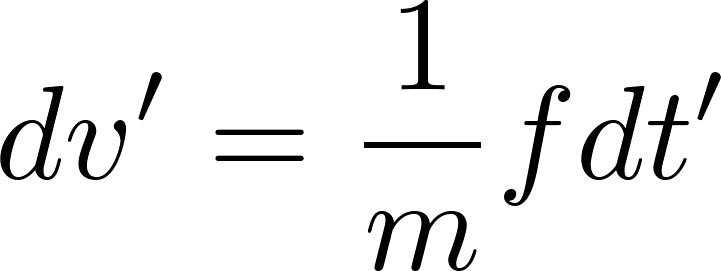 $dv' = \frac{1}{m} f dt'$